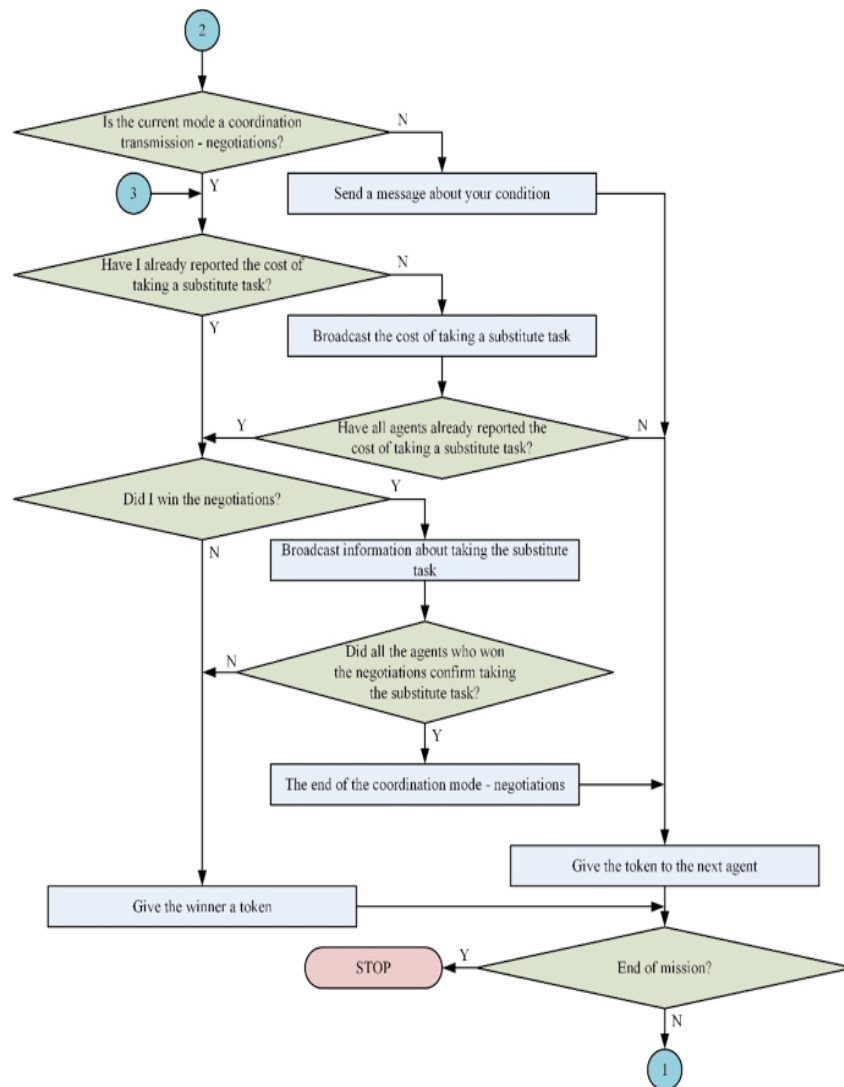 2
Is the current mode a coordination
transmission - negotiations?
N
Y
3
Send a message about your condition
Have I already reported the cost of
taking a substitute task?
N
Y
Broadcast the cost of taking a substitute task
Y
Have all agents already reported the
cost of taking a substitute task?
N
Did I win the negotiations?
Y
N
Broadcast information about taking the substitute
task
N
Did all the agents who won
the negotiations confirm taking
the substitute task?
Y
The end of the coordination mode - negotiations
Give the token to the next agent
Give the winner a token
STOP
Y
End of mission?
N
1